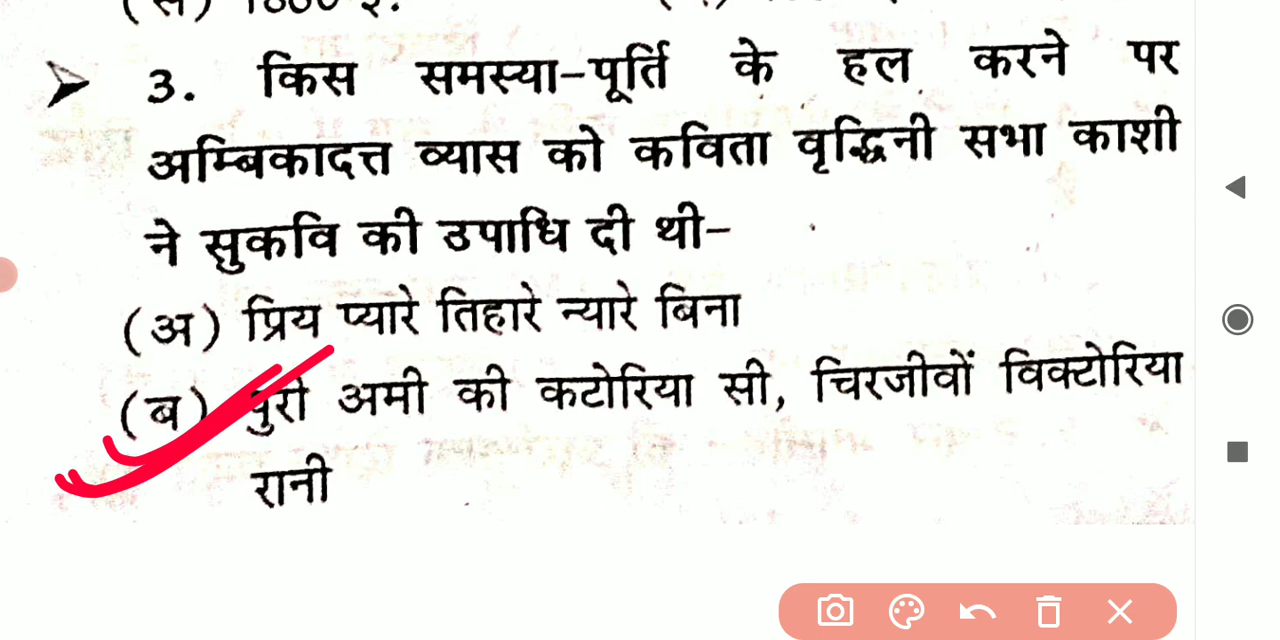 3. किस समस्या-पूर्ति के हल करने पर
अम्बिकादत्त व्यास को कविता वृद्धिनी सभा काशी
ने सुकवि की उपाधि दी थी-
(अ) प्रिय प्यारे तिहारे न्यारे बिना
(ब) पुरी अमी की कटोरिया सी, चिरजीवों विक्टोरिया
रानी